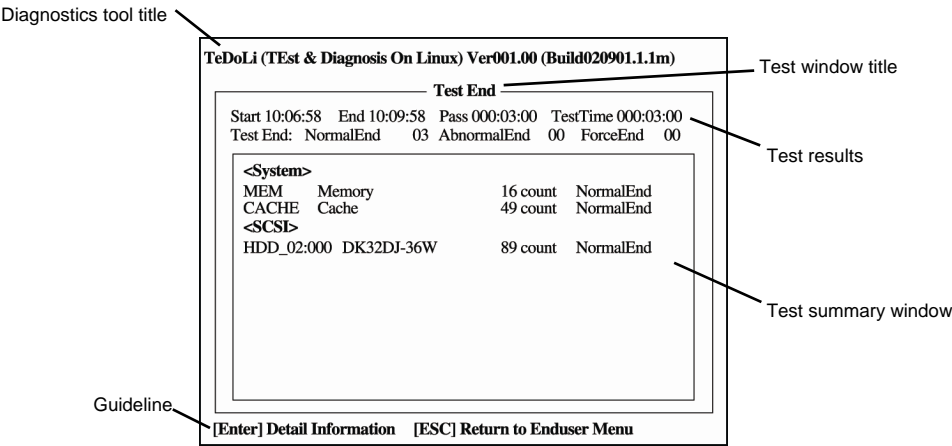 Diagnostics tool title
TeDoLi (TEst & Diagnosis On Linux) Ver001.00 (Build020901.1.1m)
Test window title
Test End
Start 10:06:58 End 10:09:58 Pass 000:03:00 TestTime 000:03:00
Test End: NormalEnd 03 AbnormalEnd 00 ForceEnd 00
Test results
<System>
MEM Memory 16 count NormalEnd
CACHE Cache 49 count NormalEnd
<SCSI>
HDD_02:000 DK32DJ-36W 89 count NormalEnd
Test summary window
Guideline
[Enter] Detail Information [ESC] Return to Enduser Menu